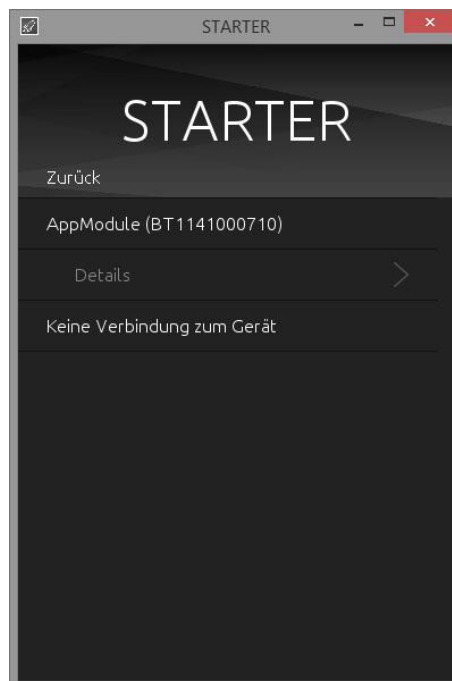 STARTER
STARTER
Zurück
AppModule (BT1141000710)
Details
Keine Verbindung zum Gerät